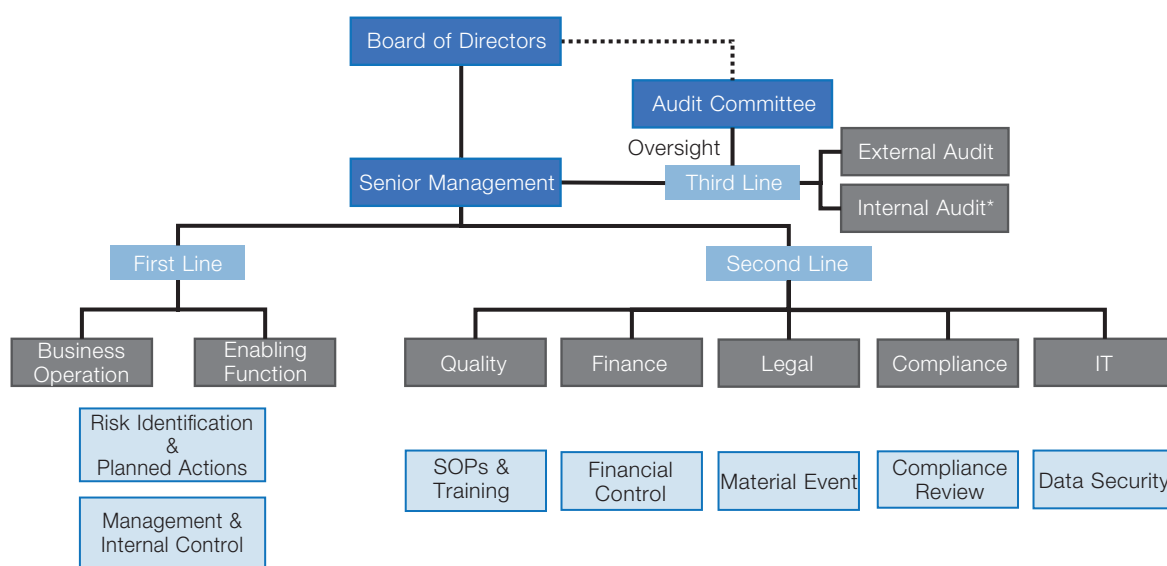 Board of Directors
Audit Committee
Oversight
External Audit
Senior Management
Third Line
Internal Audit*
First Line
Second Line
Business
Operation
Enabling
Function
Quality
Finance
Legal
Compliance
IT
Risk Identification
&
Planned Actions
SOPs &
Training
Financial
Control
Material Event
Compliance
Review
Data Security
Management &
Internal Control